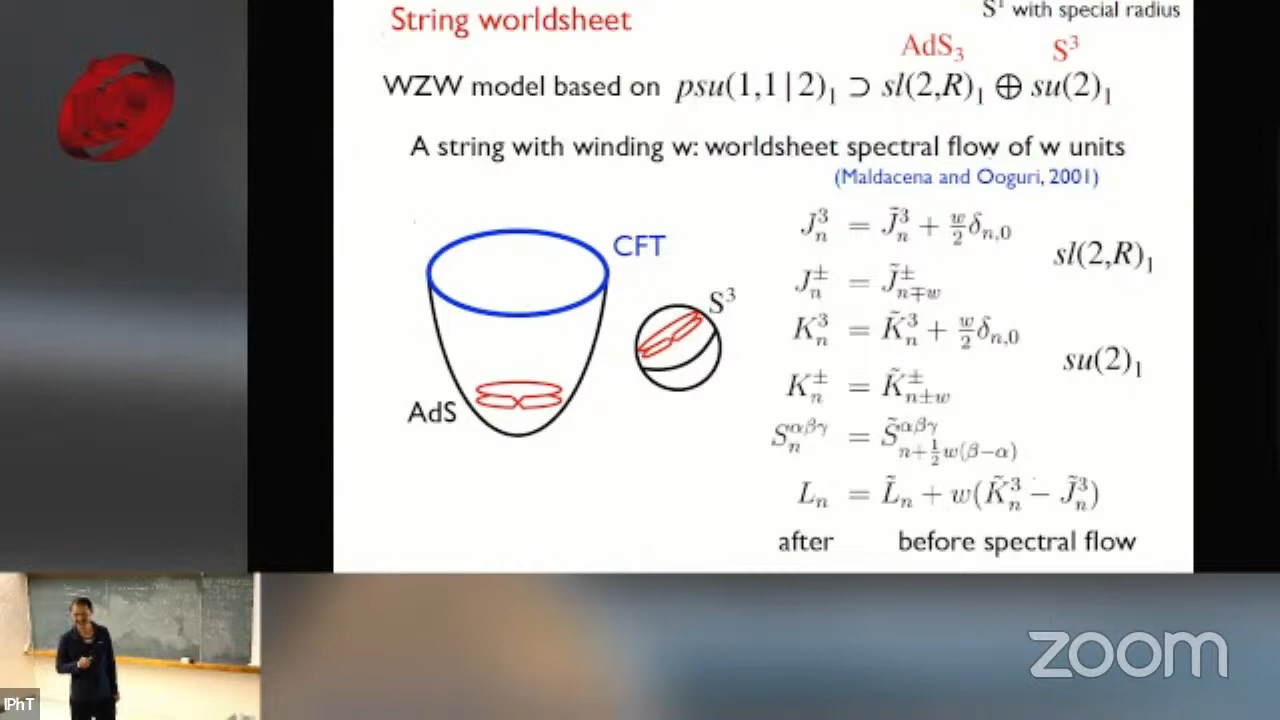 String worldsheet
S¹ with special radius
AdS₃ S³
WZW model based on psu(1,1|2)₁ ⊃ sl(2,R)₁ ⊕ su(2)₁
A string with winding w: worldsheet spectral flow of w units
(Maldacena and Ooguri, 2001)
CFT
S³
AdS
J³ₙ = J̃³ₙ + w/2 δₙ,₀
sl(2,R)₁
J±ₙ = J̃±ₙ∓w
K³ₙ = K̃³ₙ + w/2 δₙ,₀
su(2)₁
K±ₙ = K̃±ₙ±w
Sₙ^{αβγ} = S̃^{αβγ}_{n+½w(β−α)}
Lₙ = L̃ₙ + w(K̃³ₙ − J̃³ₙ)
after before spectral flow
IPhT
zoom